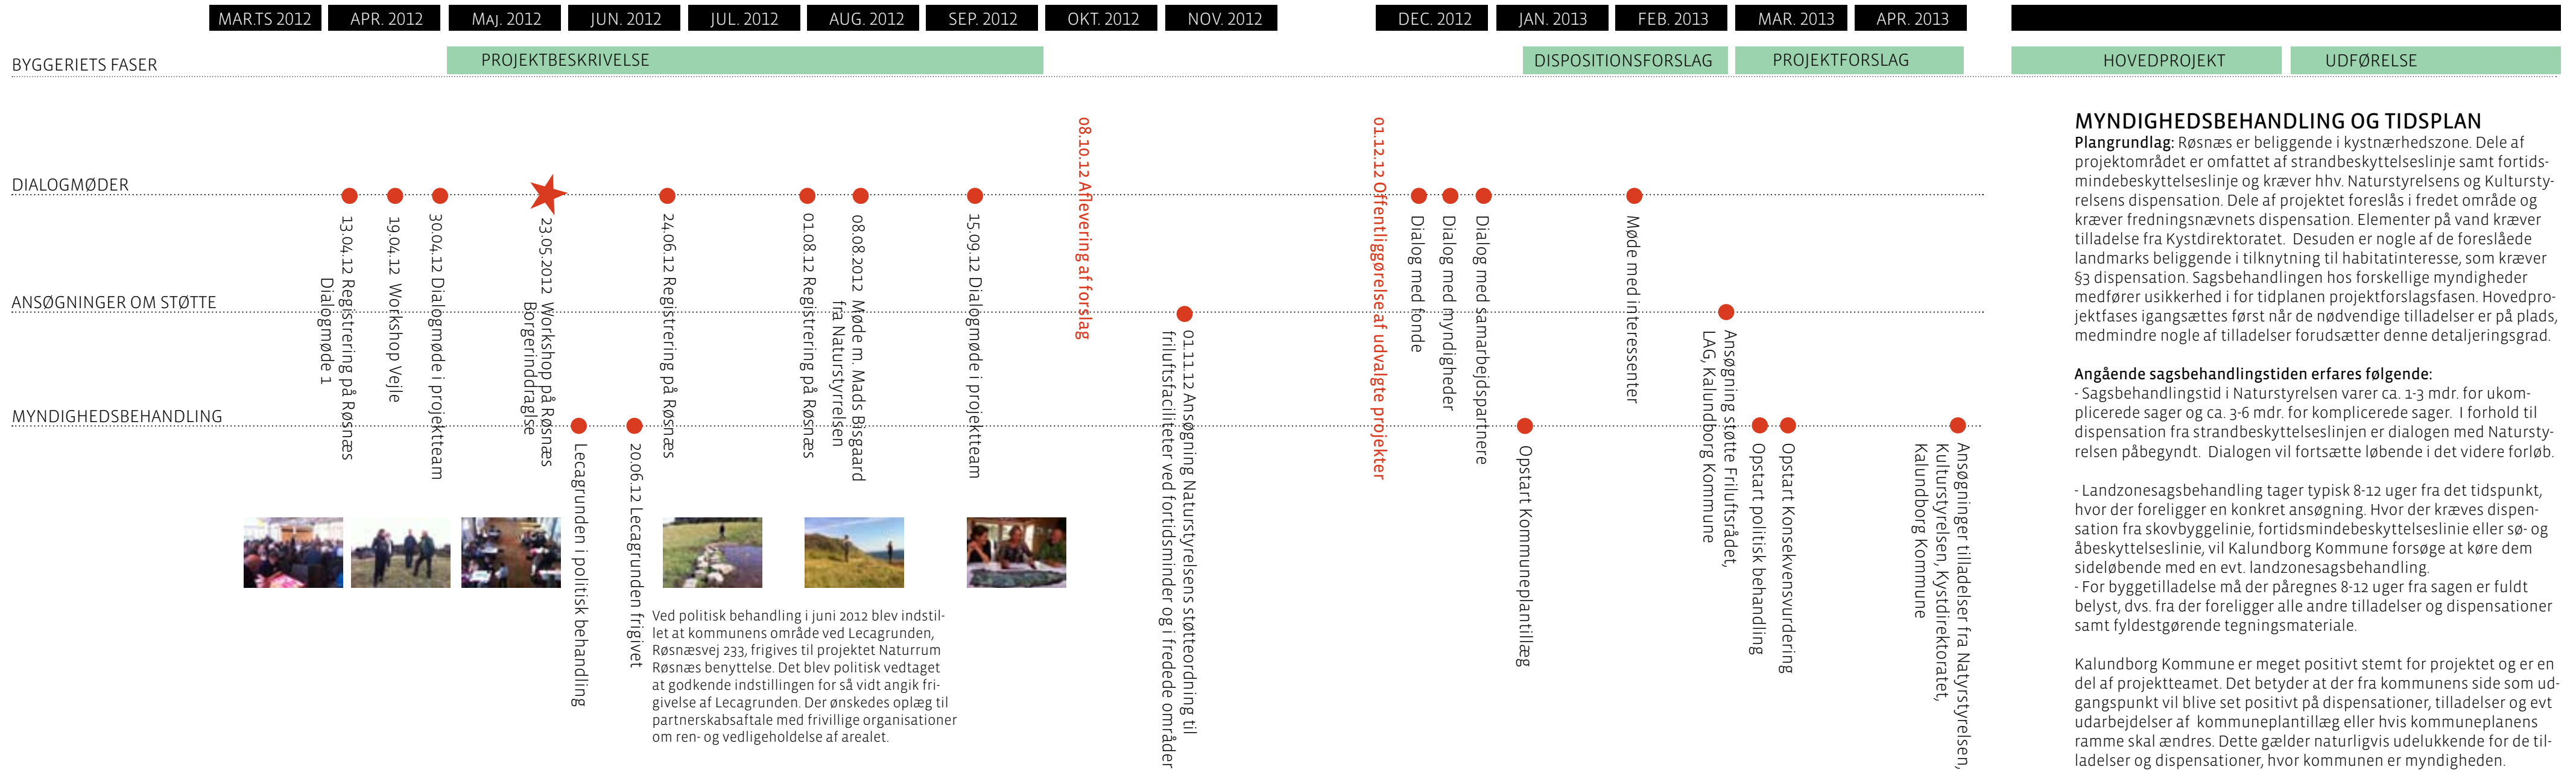 MAR.TS 2012
APR. 2012
MAJ. 2012
JUN. 2012
JUL. 2012
AUG. 2012
SEP. 2012
OKT. 2012
NOV. 2012
DEC. 2012
JAN. 2013
FEB. 2013
MAR. 2013
APR. 2013
BYGGERIETS FASER
PROJEKTBESKRIVELSE
DISPOSITIONSFORSLAG
PROJEKTFORSLAG
HOVEDPROJEKT
UDFØRELSE
DIALOGMØDER
13.04.12 Registrering på Røsnæs
Dialogmøde 1
19.04.12 Workshop Vejle
30.04.12 Dialogmøde i projektteam
23.05.2012 Workshop på Røsnæs
Borgerinddraglse
24.06.12 Registrering på Røsnæs
01.08.12 Registrering på Røsnæs
08.08.2012 Møde m. Mads Bisgaard
fra Naturstyrrelsen
15.09.12 Dialogmøde i projektteam
08.10.12 Aflevering af forslag
01.12.12 Offentliggørelse af udvalgte projekter
Dialog med fonde
Dialog med myndigheder
Dialog med samarbejdspartnere
Møde med interessenter
ANSØGNINGER OM STØTTE
01.11.12 Ansøgning Naturstyrelsens støtteordning til
friluftsfaciliteter ved fortidsminder og i fredede områder
Ansøgning støtte Friluftsrådet,
LAG, Kalundborg Kommune
MYNDIGHEDSBEHANDLING
Lecagrunden i politisk behandling
20.06.12 Lecagrunden frigivet
Opstart Kommuneplantillæg
Opstart politisk behandling
Opstart Konsekvensvurdering
Ansøgninger tilladelser fra Natyrstyrelsen,
Kulturstyrelsen, Kystdirektoratet,
Kalundborg Kommune
Ved politisk behandling i juni 2012 blev indstil-
let at kommunens område ved Lecagrunden,
Røsnæsvej 233, frigives til projektet Naturrum
Røsnæs benyttelse. Det blev politisk vedtaget
at godkende indstillingen for så vidt angik fri-
givelse af Lecagrunden. Der ønskedes oplæg til
partnerskabsaftale med frivillige organisationer
om ren- og vedligeholdelse af arealet.
MYNDIGHEDSBEHANDLING OG TIDSPLAN
Plangrundlag: Røsnæs er beliggende i kystnærhedszone. Dele af
projektområdet er omfattet af strandbeskyttelseslinje samt fortids-
mindebeskyttelseslinje og kræver hhv. Naturstyrelsens og Kultursty-
relsens dispensation. Dele af projektet foreslås i fredet område og
kræver fredningsnævnets dispensation. Elementer på vand kræver
tilladelse fra Kystdirektoratet. Desuden er nogle af de foreslåede
landmarks beliggende i tilknytning til habitatinteresse, som kræver
§3 dispensation. Sagsbehandlingen hos forskellige myndigheder
medfører usikkerhed i for tidplanen projektforslagsfasen. Hovedpro-
jektfases igangsættes først når de nødvendige tilladelser er på plads,
medmindre nogle af tilladelser forudsætter denne detaljeringsgrad.
Angående sagsbehandlingstiden erfares følgende:
- Sagsbehandlingstid i Naturstyrelsen varer ca. 1-3 mdr. for ukom-
plicerede sager og ca. 3-6 mdr. for komplicerede sager. I forhold til
dispensation fra strandbeskyttelseslinjen er dialogen med Natursty-
relsen påbegyndt. Dialogen vil fortsætte løbende i det videre forløb.
- Landzonesagsbehandling tager typisk 8-12 uger fra det tidspunkt,
hvor der foreligger en konkret ansøgning. Hvor der kræves dispen-
sation fra skovbyggelinie, fortidsmindebeskyttelseslinie eller sø- og
åbeskyttelseslinie, vil Kalundborg Kommune forsøge at køre dem
sideløbende med en evt. landzonesagsbehandling.
- For byggetilladelse må der påregnes 8-12 uger fra sagen er fuldt
belyst, dvs. fra der foreligger alle andre tilladelser og dispensationer
samt fyldestgørende tegningsmateriale.
Kalundborg Kommune er meget positivt stemt for projektet og er en
del af projektteamet. Det betyder at der fra kommunens side som ud-
gangspunkt vil blive set positivt på dispensationer, tilladelser og evt
udarbejdelser af kommuneplantillæg eller hvis kommuneplanens
ramme skal ændres. Dette gælder naturligvis udelukkende for de til-
ladelser og dispensationer, hvor kommunen er myndigheden.